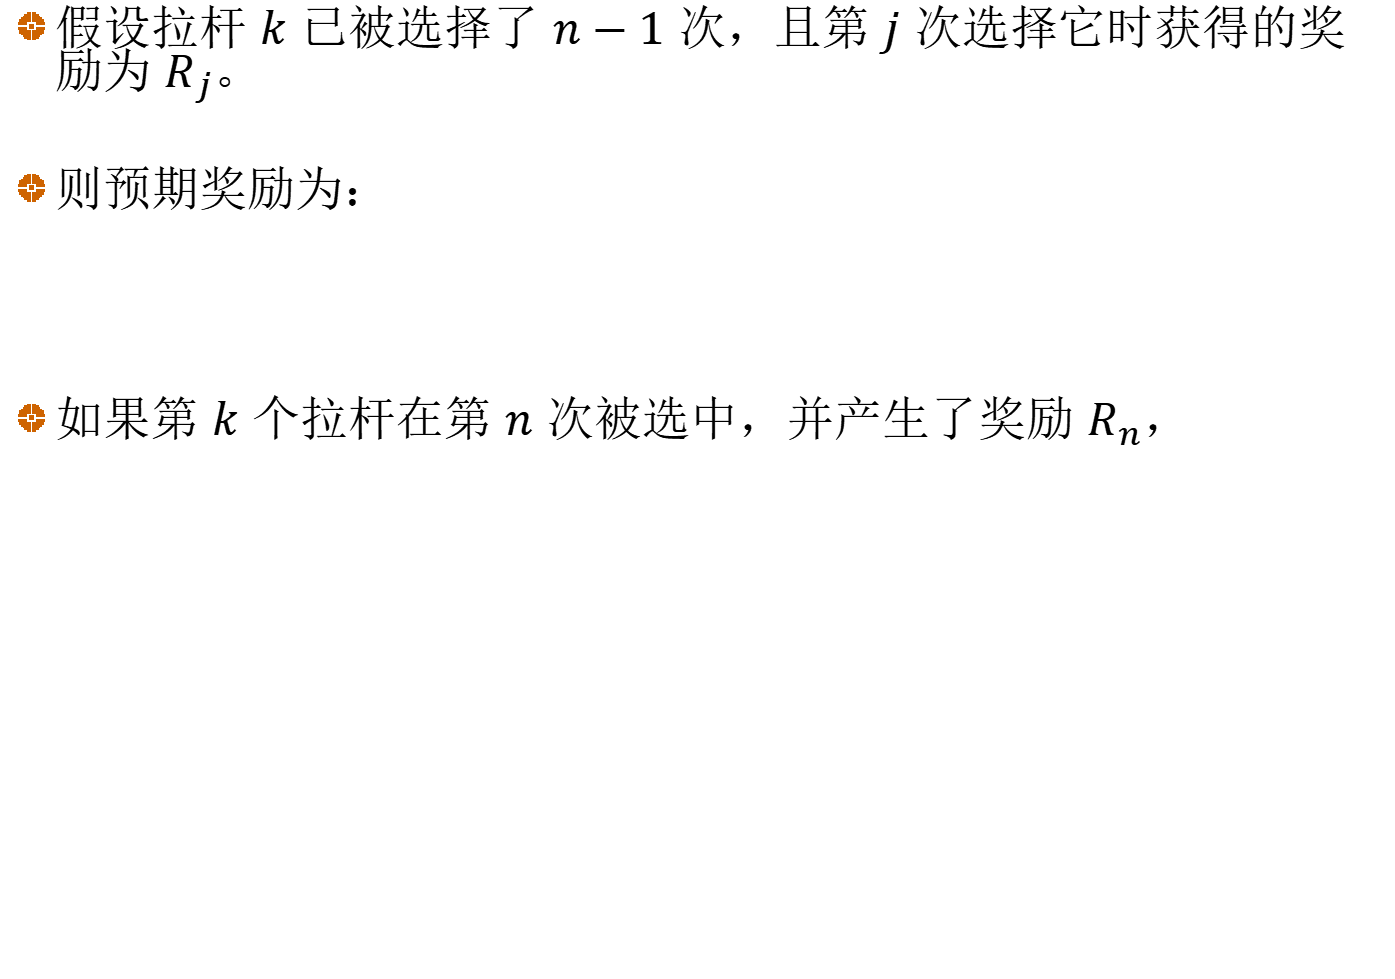 假设拉杆 k 已被选择了 n − 1 次，且第 j 次选择它时获得的奖
励为 Rⱼ。
则预期奖励为：
如果第 k 个拉杆在第 n 次被选中，并产生了奖励 Rₙ，